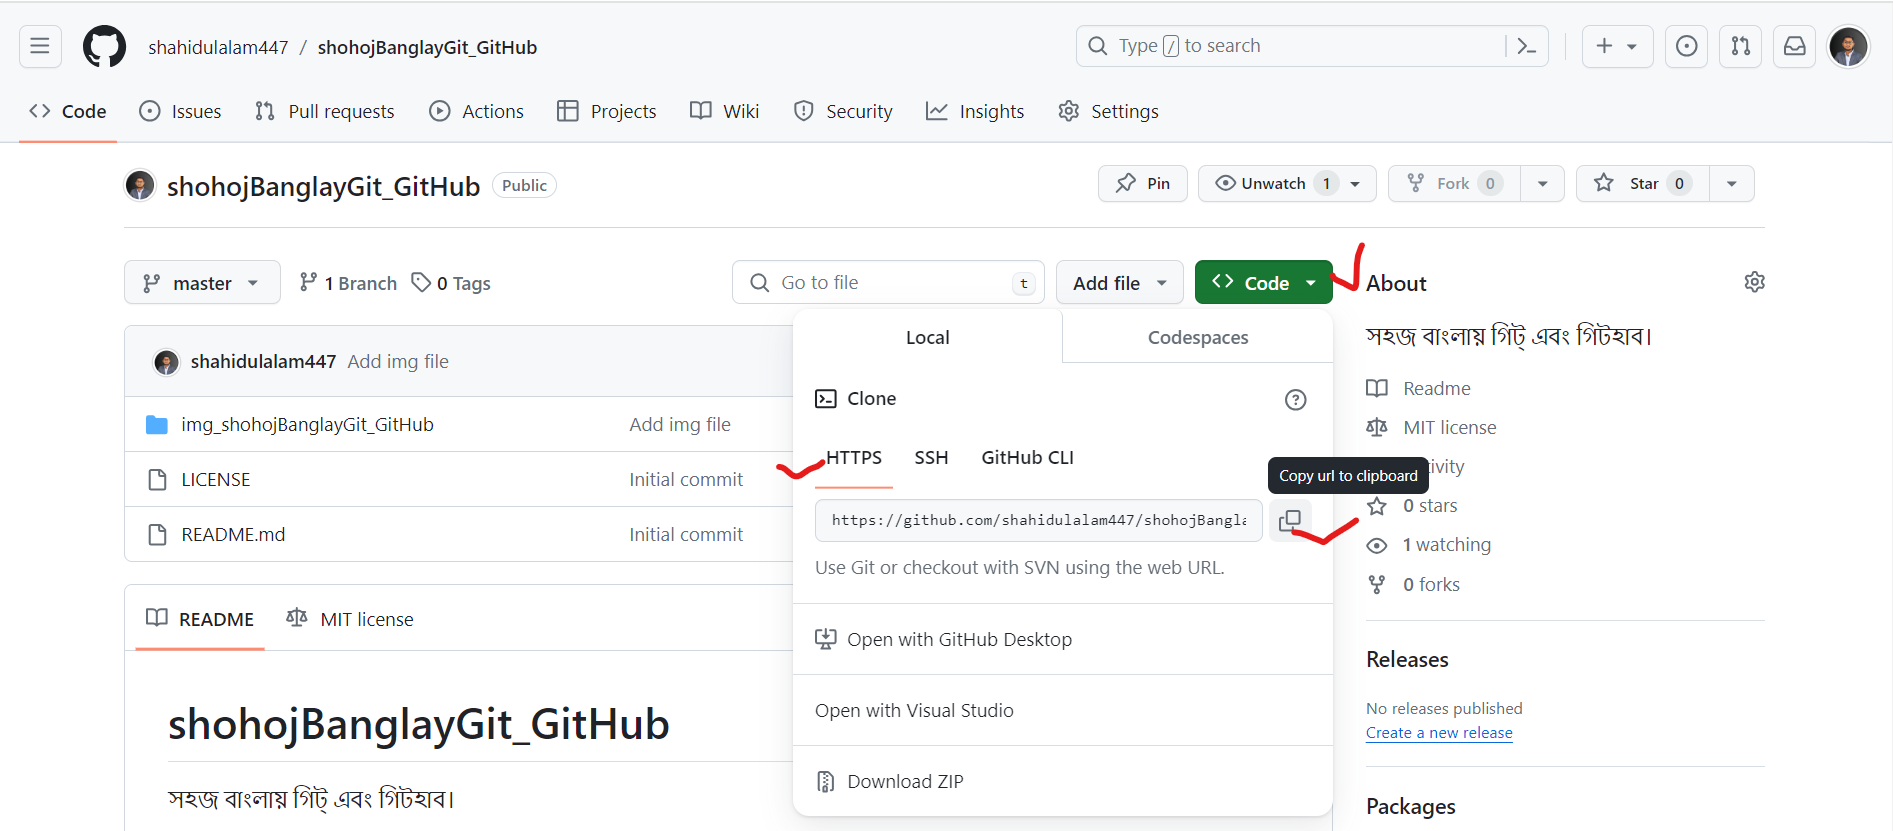 shahidulalam447 / shohojBanglayGit_GitHub
Type / to search
Code Issues Pull requests Actions Projects Wiki Security Insights Settings
shohojBanglayGit_GitHub Public
Pin Unwatch 1 Fork 0 Star 0
master 1 Branch 0 Tags
Go to file t Add file Code
Local Codespaces
Clone
HTTPS SSH GitHub CLI
Copy url to clipboard
https://github.com/shahidulalam447/shohojBangla
Use Git or checkout with SVN using the web URL.
Open with GitHub Desktop
Open with Visual Studio
Download ZIP
shahidulalam447 Add img file
img_shohojBanglayGit_GitHub Add img file
LICENSE Initial commit
README.md Initial commit
README MIT license
shohojBanglayGit_GitHub
সহজ বাংলায় গিট্ এবং গিটহাব।
About
সহজ বাংলায় গিট্ এবং গিটহাব।
Readme
MIT license
tivity
0 stars
1 watching
0 forks
Releases
No releases published
Create a new release
Packages